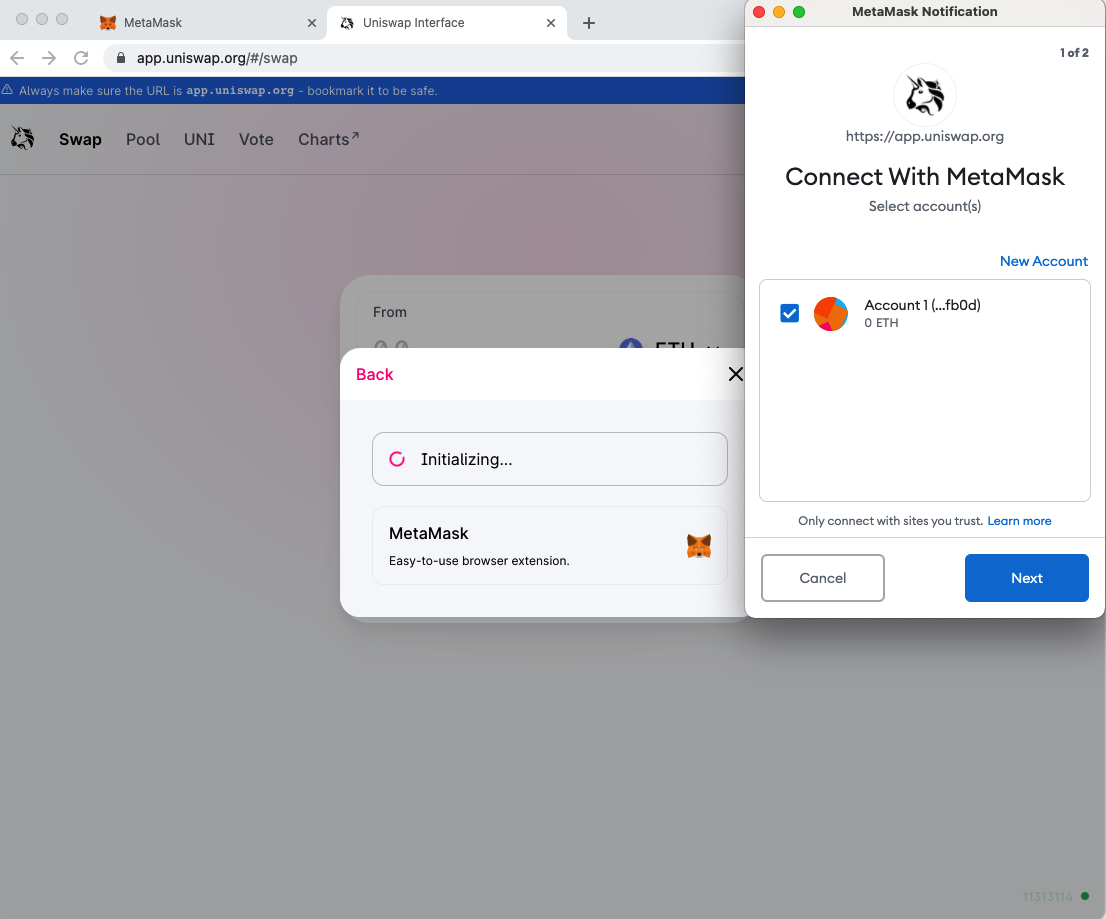 MetaMask
Uniswap Interface
app.uniswap.org/#/swap
Always make sure the URL is app.uniswap.org - bookmark it to be safe.
Swap Pool UNI Vote Charts↗
From
0.0 ETH
Back
Initializing...
MetaMask
Easy-to-use browser extension.
MetaMask Notification
1 of 2
https://app.uniswap.org
Connect With MetaMask
Select account(s)
New Account
Account 1 (...fb0d)
0 ETH
Only connect with sites you trust. Learn more
Cancel Next
11313114